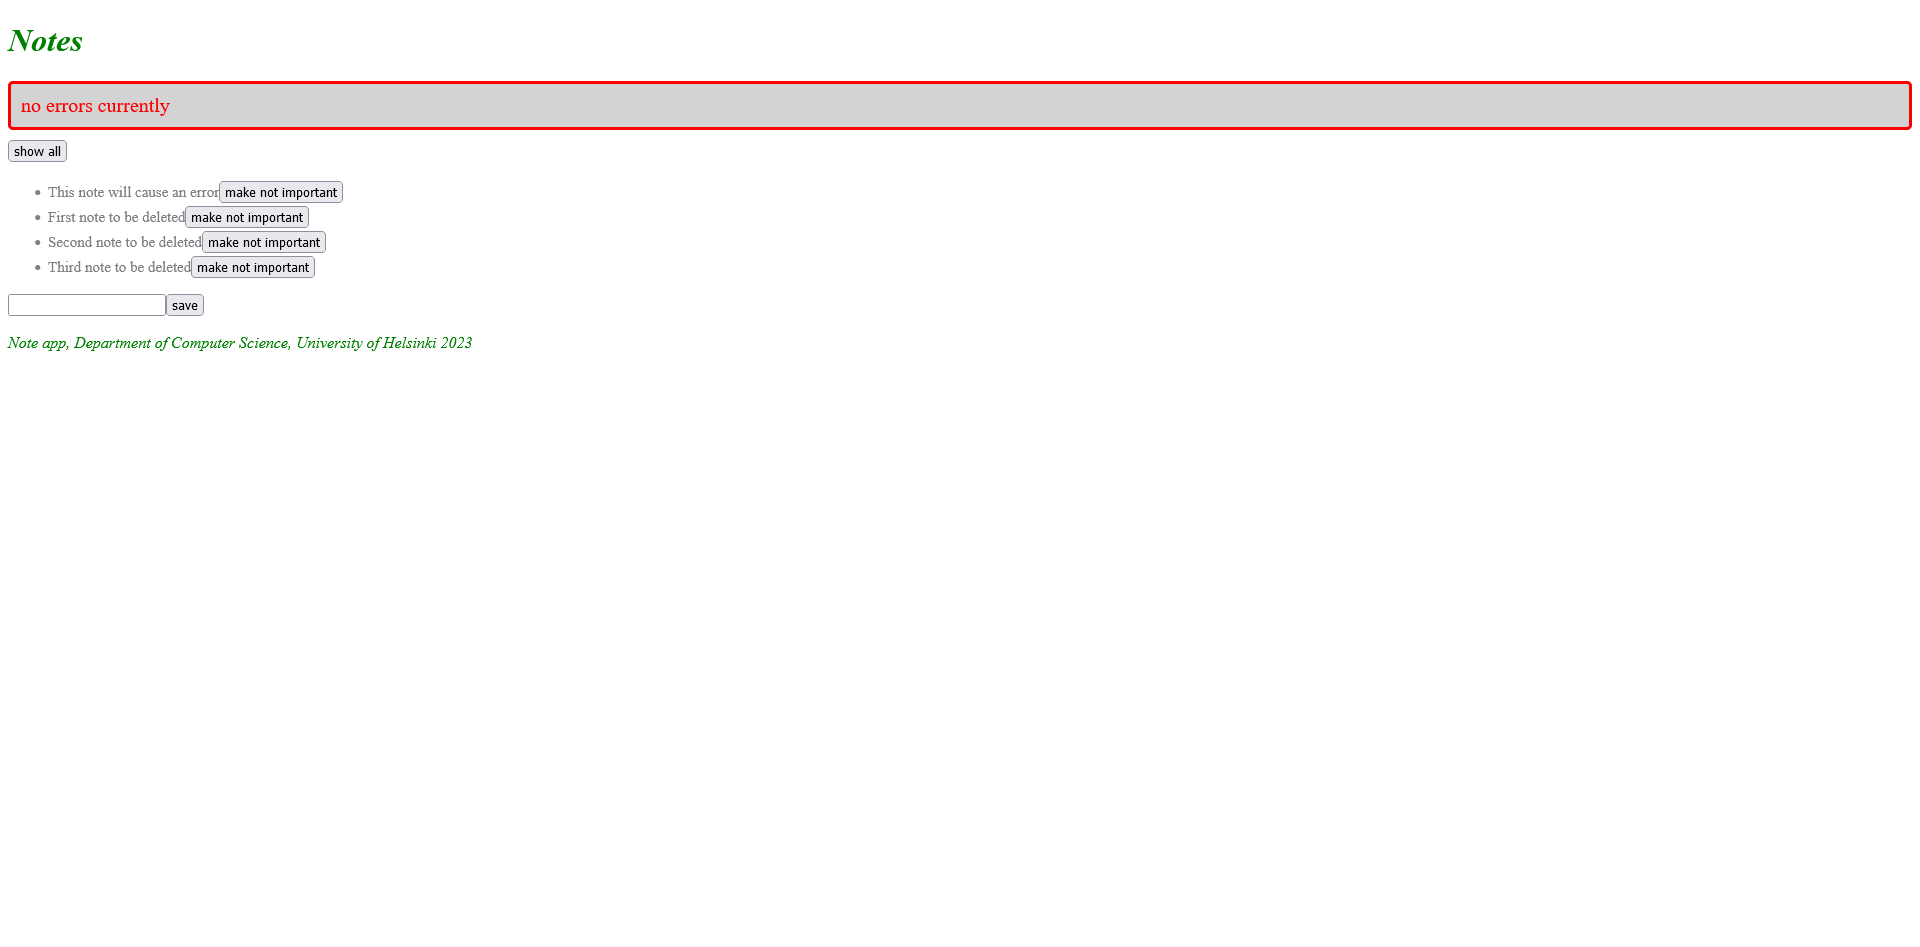 Notes
no errors currently
show all
This note will cause an error make not important
First note to be deleted make not important
Second note to be deleted make not important
Third note to be deleted make not important
save
Note app, Department of Computer Science, University of Helsinki 2023